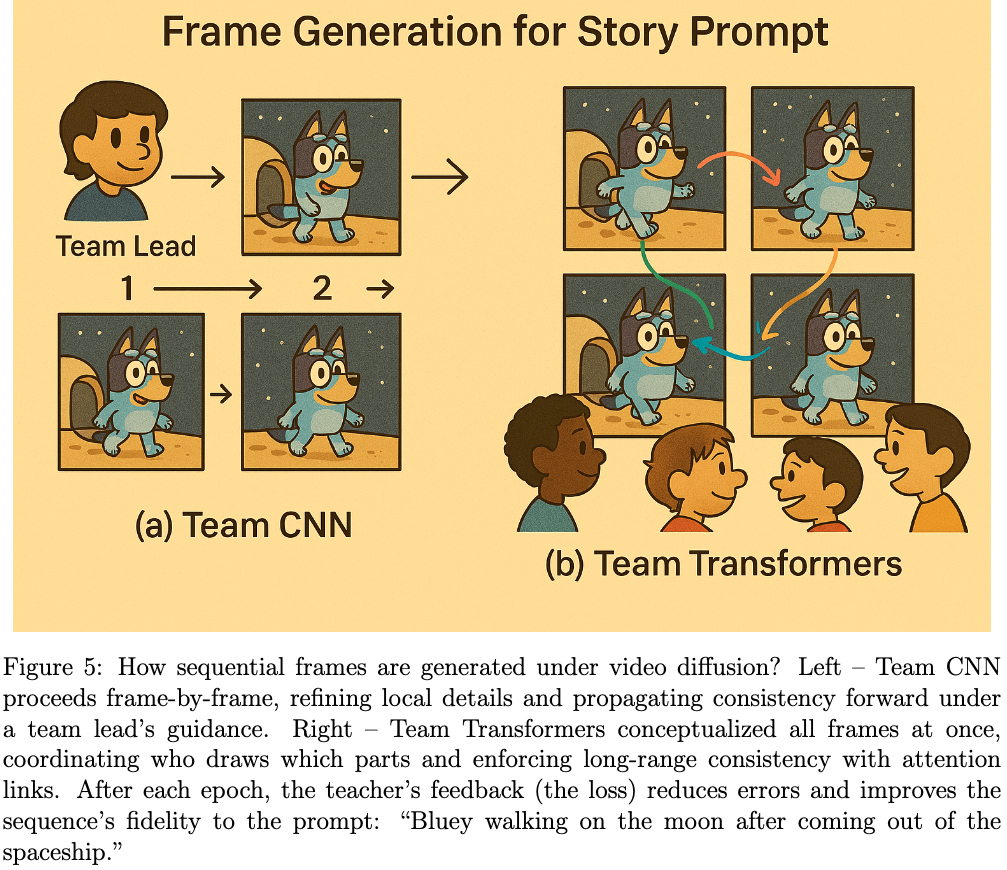 Frame Generation for Story Prompt
Team Lead
1 2
(a) Team CNN
(b) Team Transformers
Figure 5: How sequential frames are generated under video diffusion? Left – Team CNN
proceeds frame-by-frame, refining local details and propagating consistency forward under
a team lead's guidance. Right – Team Transformers conceptualized all frames at once,
coordinating who draws which parts and enforcing long-range consistency with attention
links. After each epoch, the teacher's feedback (the loss) reduces errors and improves the
sequence's fidelity to the prompt: “Bluey walking on the moon after coming out of the
spaceship.”